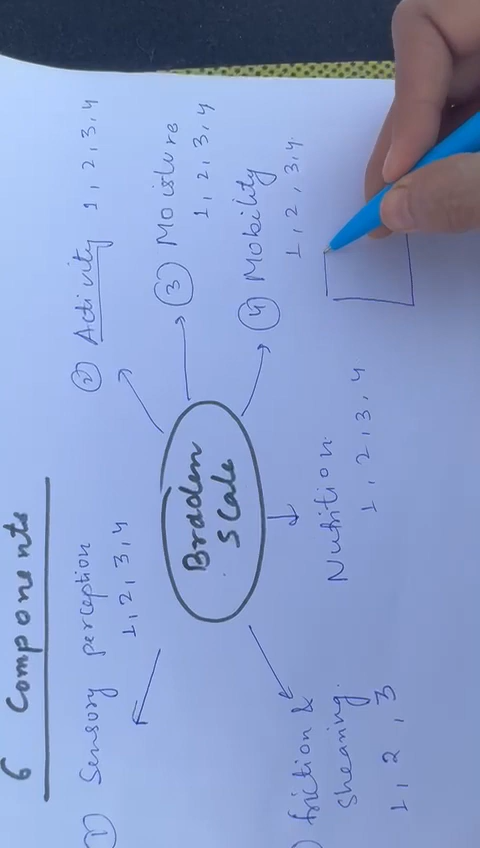 6 Components
① Sensory perception
1, 2, 3, 4
② Activity 1, 2, 3, 4
③ Moisture
1, 2, 3, 4
④ Mobility
1, 2, 3, 4.
Braden
Scale
Nutrition
1, 2, 3, 4
) friction &
shearing.
1, 2, 3